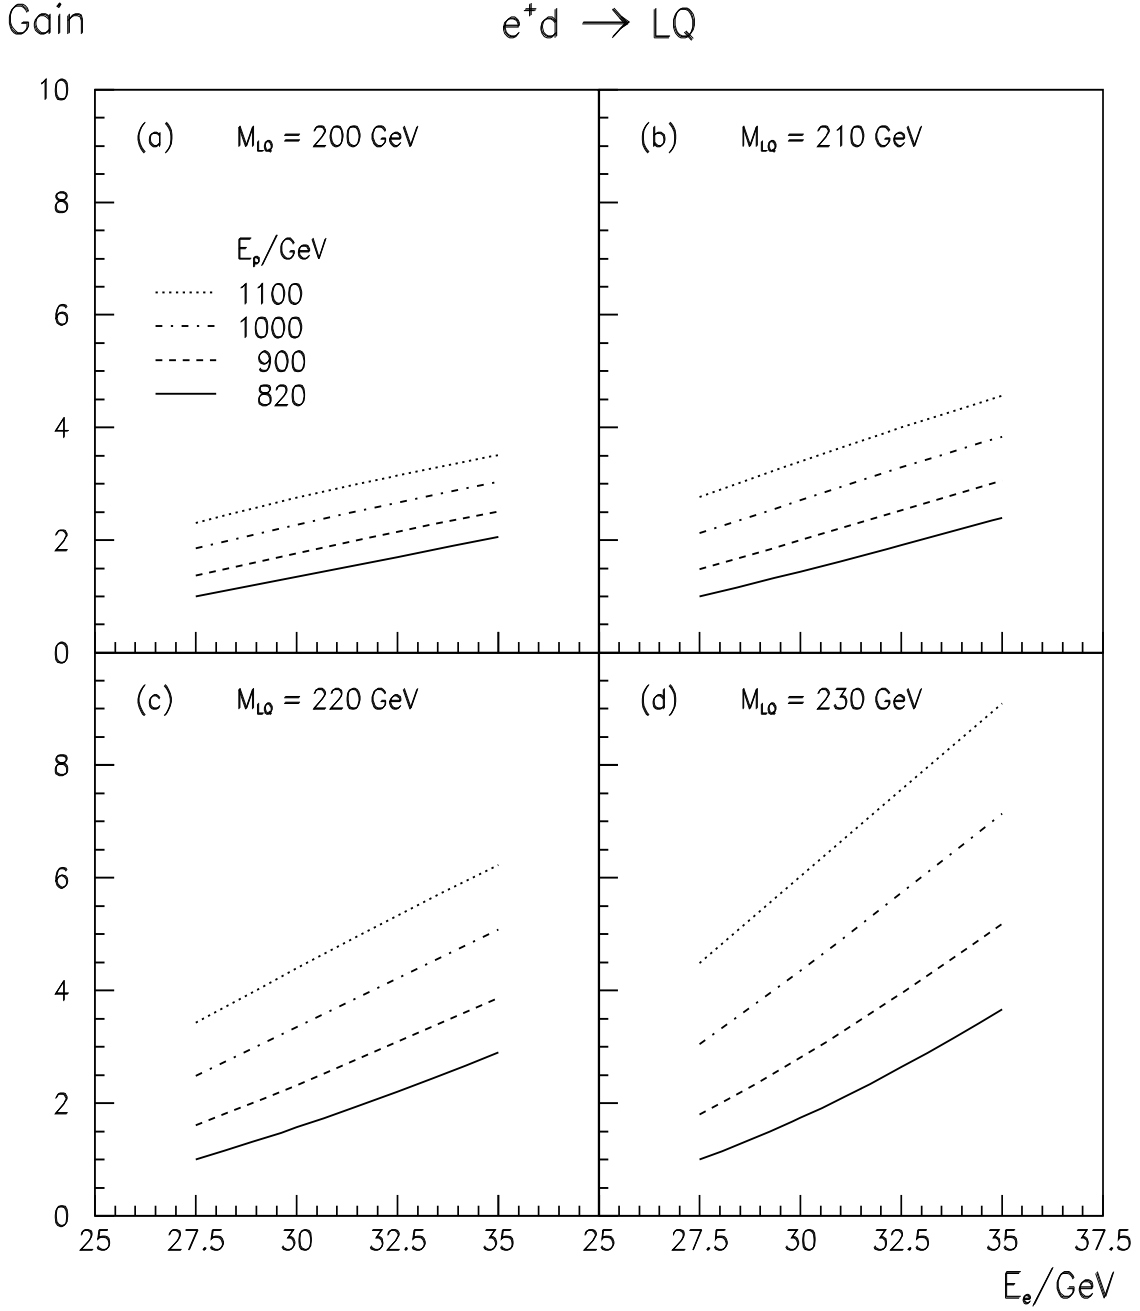 Gain
e⁺d → LQ
10
(a) M_LQ = 200 GeV
(b) M_LQ = 210 GeV
8
E_p/GeV
1100
6
1000
900
820
4
2
0
(c) M_LQ = 220 GeV
(d) M_LQ = 230 GeV
8
6
4
2
0
25 27.5 30 32.5 35 25 27.5 30 32.5 35 37.5
E_e/GeV